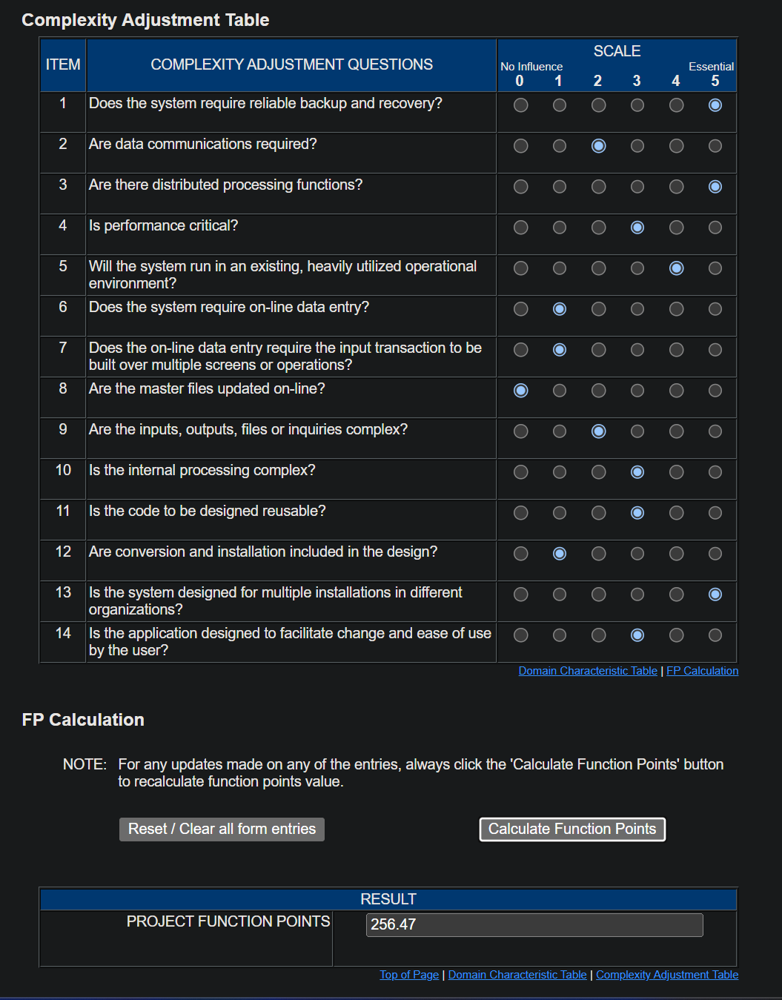 Complexity Adjustment Table
ITEM
COMPLEXITY ADJUSTMENT QUESTIONS
SCALE
No Influence Essential
0 1 2 3 4 5
1 Does the system require reliable backup and recovery?
2 Are data communications required?
3 Are there distributed processing functions?
4 Is performance critical?
5 Will the system run in an existing, heavily utilized operational
environment?
6 Does the system require on-line data entry?
7 Does the on-line data entry require the input transaction to be
built over multiple screens or operations?
8 Are the master files updated on-line?
9 Are the inputs, outputs, files or inquiries complex?
10 Is the internal processing complex?
11 Is the code to be designed reusable?
12 Are conversion and installation included in the design?
13 Is the system designed for multiple installations in different
organizations?
14 Is the application designed to facilitate change and ease of use
by the user?
Domain Characteristic Table | FP Calculation
FP Calculation
NOTE: For any updates made on any of the entries, always click the 'Calculate Function Points' button
to recalculate function points value.
Reset / Clear all form entries
Calculate Function Points
RESULT
PROJECT FUNCTION POINTS 256.47
Top of Page | Domain Characteristic Table | Complexity Adjustment Table